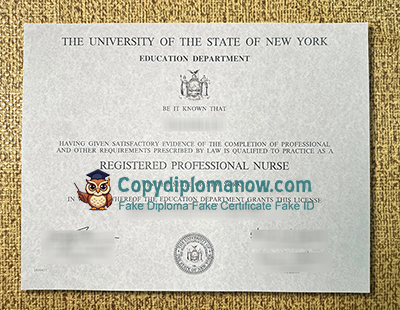 THE UNIVERSITY OF THE STATE OF NEW YORK
EDUCATION DEPARTMENT
BE IT KNOWN THAT
HAVING GIVEN SATISFACTORY EVIDENCE OF THE COMPLETION OF PROFESSIONAL
AND OTHER REQUIREMENTS PRESCRIBED BY LAW IS QUALIFIED TO PRACTICE AS A
REGISTERED PROFESSIONAL NURSE
Copydiplomanow.com
IN THEREOF THE EDUCATION DEPARTMENT GRANTS THIS LICENSE
Fake Diploma Fake Certificate Fake ID